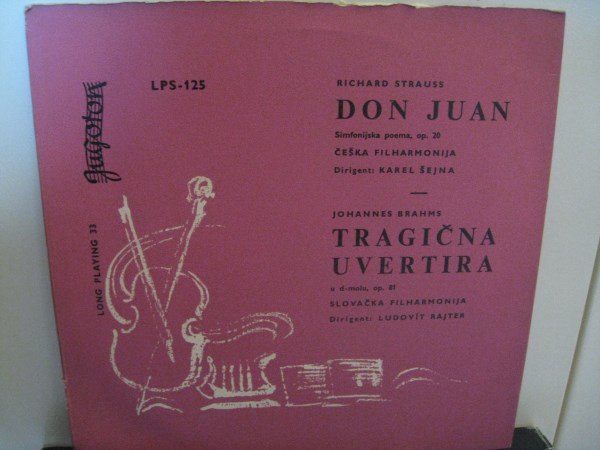 Jugoton
LPS-125
LONG PLAYING 33
RICHARD STRAUSS
DON JUAN
Simfonijska poema, op. 20
ČEŠKA FILHARMONIJA
Dirigent: KAREL ŠEJNA
JOHANNES BRAHMS
TRAGIČNA
UVERTIRA
u d-molu, op. 81
SLOVAČKA FILHARMONIJA
Dirigent: LUDOVÍT RAJTER